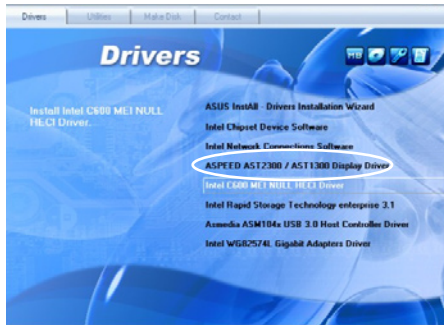 Drivers Utilities Make Disk Contact
Drivers
Install Intel C600 MEI NULL
HECI Driver.
ASUS InstAll - Drivers Installation Wizard
Intel Chipset Device Software
Intel Network Connections Software
ASPEED AST2300 / AST1300 Display Driver
Intel C600 MEI NULL HECI Driver
Intel Rapid Storage Technology enterprise 3.1
Asmedia ASM104x USB 3.0 Host Controller Driver
Intel WG82574L Gigabit Adapters Driver